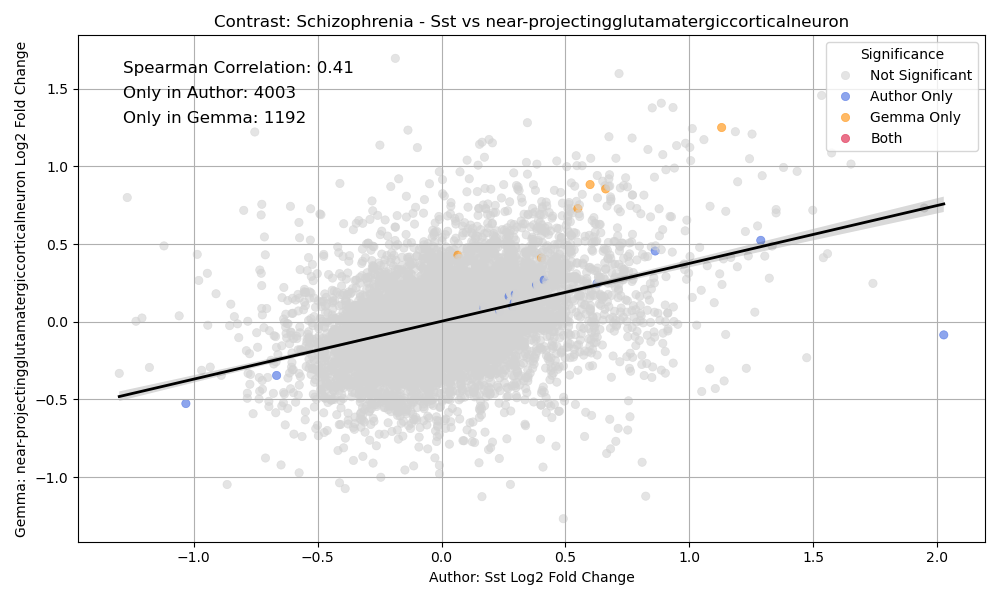 Contrast: Schizophrenia - Sst vs near-projectingglutamatergiccorticalneuron
Spearman Correlation: 0.41
Only in Author: 4003
Only in Gemma: 1192
Significance
Not Significant
Author Only
Gemma Only
Both
Gemma: near-projectingglutamatergiccorticalneuron Log2 Fold Change
1.5
1.0
0.5
0.0
−0.5
−1.0
−1.0
−0.5
0.0
0.5
1.0
1.5
2.0
Author: Sst Log2 Fold Change